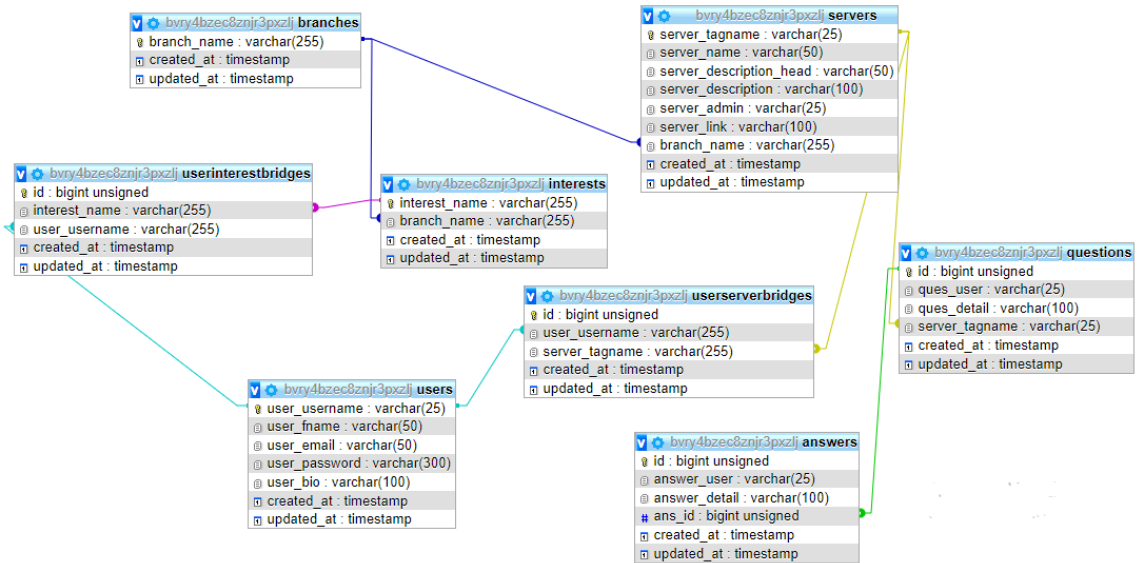 bvry4bzec8znjr3pxzlj branches
branch_name : varchar(255)
created_at : timestamp
updated_at : timestamp
bvry4bzec8znjr3pxzlj servers
server_tagname : varchar(25)
server_name : varchar(50)
server_description_head : varchar(50)
server_description : varchar(100)
server_admin : varchar(25)
server_link : varchar(100)
branch_name : varchar(255)
created_at : timestamp
updated_at : timestamp
bvry4bzec8znjr3pxzlj userinterestbridges
id : bigint unsigned
interest_name : varchar(255)
user_username : varchar(255)
created_at : timestamp
updated_at : timestamp
bvry4bzec8znjr3pxzlj interests
interest_name : varchar(255)
branch_name : varchar(255)
created_at : timestamp
updated_at : timestamp
bvry4bzec8znjr3pxzlj questions
id : bigint unsigned
ques_user : varchar(25)
ques_detail : varchar(100)
server_tagname : varchar(25)
created_at : timestamp
updated_at : timestamp
bvry4bzec8znjr3pxzlj userserverbridges
id : bigint unsigned
user_username : varchar(255)
server_tagname : varchar(255)
created_at : timestamp
updated_at : timestamp
bvry4bzec8znjr3pxzlj users
user_username : varchar(25)
user_fname : varchar(50)
user_email : varchar(50)
user_password : varchar(300)
user_bio : varchar(100)
created_at : timestamp
updated_at : timestamp
bvry4bzec8znjr3pxzlj answers
id : bigint unsigned
answer_user : varchar(25)
answer_detail : varchar(100)
# ans_id : bigint unsigned
created_at : timestamp
updated_at : timestamp